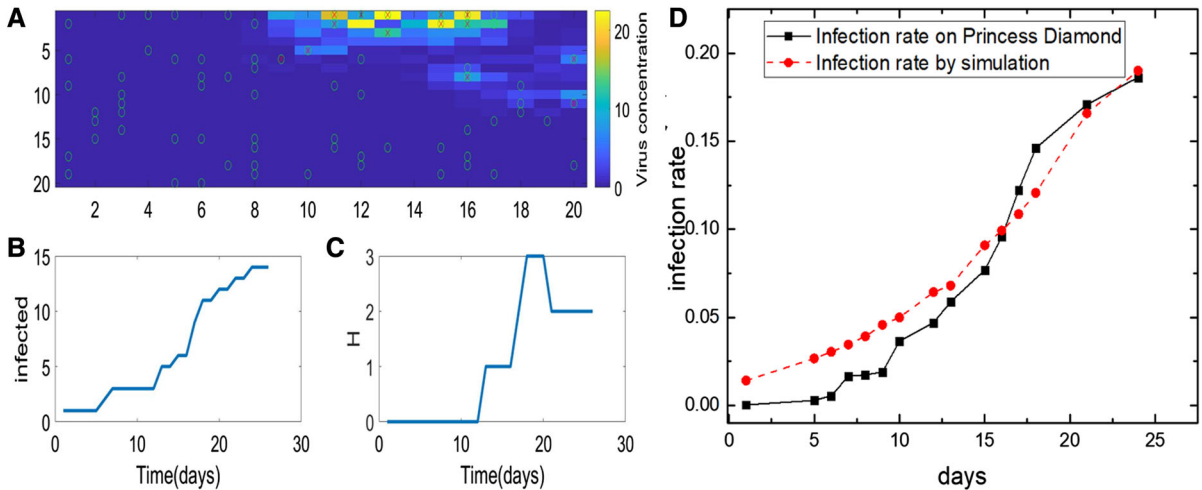 A
5
10
15
20
2 4 6 8 10 12 14 16 18 20
20
10
0
Virus concentration
B
15
10
5
0
infected
0 10 20 30
Time(days)
C
3
2
1
0
H
0 10 20 30
Time(days)
D
Infection rate on Princess Diamond
Infection rate by simulation
0.20
0.15
0.10
0.05
0.00
infection rate
0 5 10 15 20 25
days